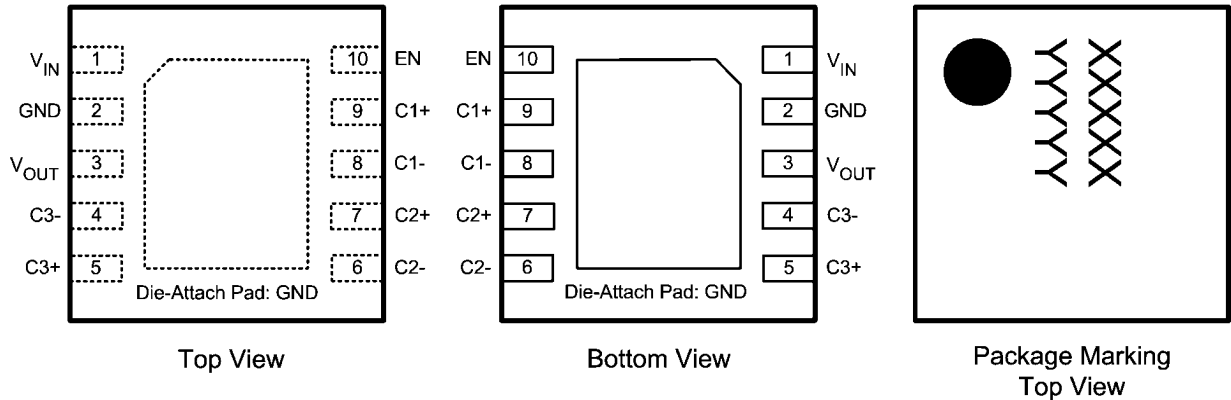 V_IN 1
GND 2
V_OUT 3
C3- 4
C3+ 5
10 EN
9 C1+
8 C1-
7 C2+
6 C2-
Die-Attach Pad: GND
Top View
EN 10
C1+ 9
C1- 8
C2+ 7
C2- 6
1 V_IN
2 GND
3 V_OUT
4 C3-
5 C3+
Die-Attach Pad: GND
Bottom View
XXXXX
YYYYY
Package Marking
Top View